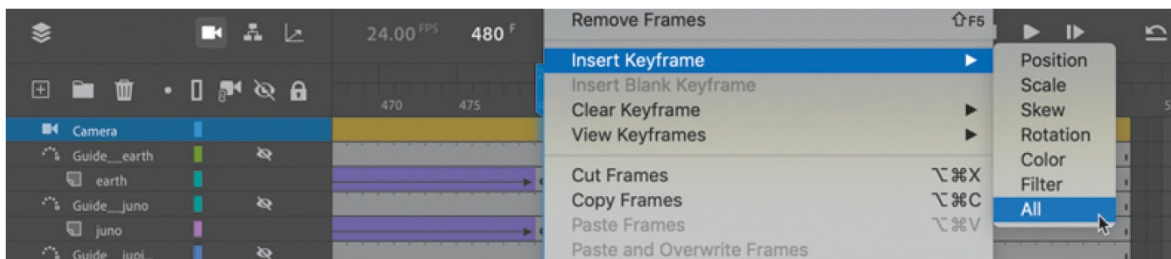 Remove Frames ⇧F5
24.00 FPS 480 F
Insert Keyframe ▶
Position
Insert Blank Keyframe
Scale
470 475
Clear Keyframe ▶
Skew
Camera
View Keyframes ▶
Rotation
Guide__earth
Color
earth
Cut Frames ⌥⌘X
Filter
Guide__juno
Copy Frames ⌥⌘C
All
juno
Paste Frames ⌥⌘V
Guide__jupi...
Paste and Overwrite Frames